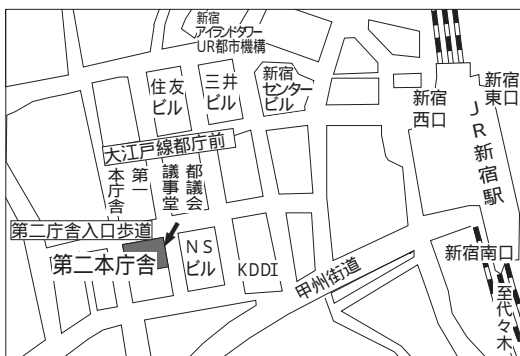 新宿
アイランドタワー
UR都市機構
住友
ビル
三井
ビル
新宿
センター
ビル
新宿
西口
新宿
東口
JR新宿駅
大江戸線都庁前
第一
本庁舎
都議会
議事堂
第二庁舎入口歩道
第二本庁舎
NS
ビル
KDDI
甲州街道
新宿南口
至代々木